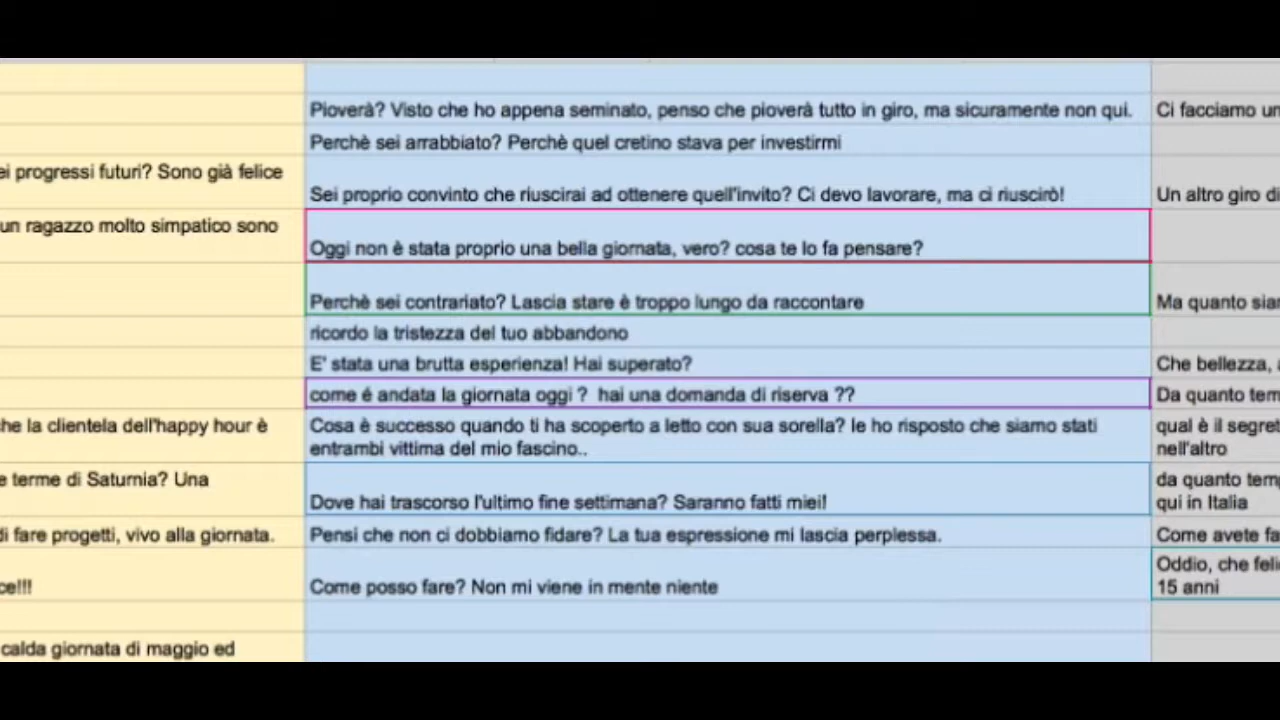 Pioverà? Visto che ho appena seminato, penso che pioverà tutto in giro, ma sicuramente non qui.
Ci facciamo un
Perchè sei arrabbiato? Perchè quel cretino stava per investirmi
ei progressi futuri? Sono già felice
Sei proprio convinto che riuscirai ad ottenere quell'invito? Ci devo lavorare, ma ci riuscirò!
Un altro giro di
un ragazzo molto simpatico sono
Oggi non è stata proprio una bella giornata, vero? cosa te lo fa pensare?
Perchè sei contrariato? Lascia stare è troppo lungo da raccontare
Ma quanto sia
ricordo la tristezza del tuo abbandono
E' stata una brutta esperienza! Hai superato?
Che bellezza, a
come é andata la giornata oggi ? hai una domanda di riserva ??
Da quanto tem
he la clientela dell'happy hour è
Cosa è successo quando ti ha scoperto a letto con sua sorella? le ho risposto che siamo stati
entrambi vittima del mio fascino..
qual è il segret
nell'altro
e terme di Saturnia? Una
Dove hai trascorso l'ultimo fine settimana? Saranno fatti miei!
da quanto temp
qui in Italia
di fare progetti, vivo alla giornata.
Pensi che non ci dobbiamo fidare? La tua espressione mi lascia perplessa.
Come avete fa
ce!!!
Come posso fare? Non mi viene in mente niente
Oddio, che feli
15 anni
calda giornata di maggio ed